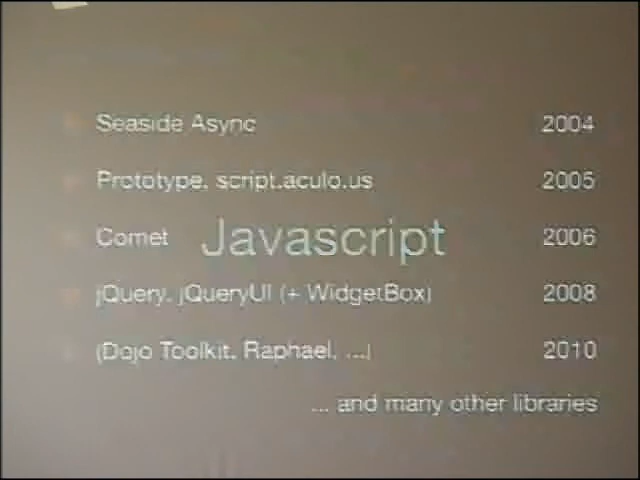 Seaside Async 2004
Prototype, script.aculo.us 2005
Comet Javascript 2006
jQuery, jQueryUI (+ WidgetBox) 2008
(Dojo Toolkit, Raphael, ...) 2010
... and many other libraries